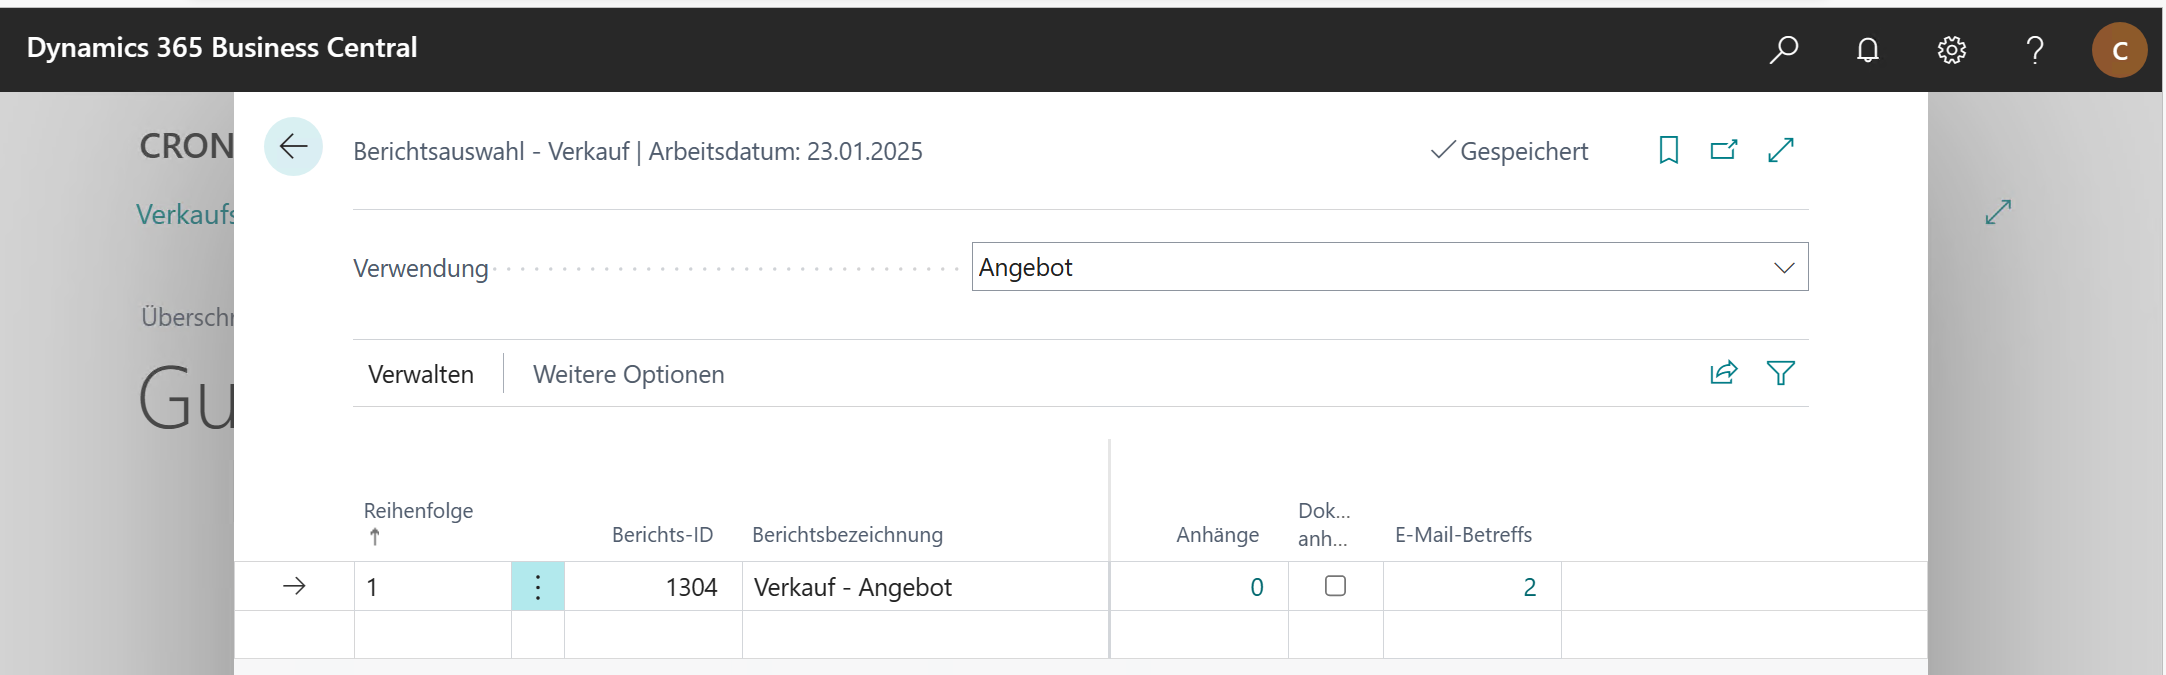 Dynamics 365 Business Central
C
CRON
Berichtsauswahl - Verkauf | Arbeitsdatum: 23.01.2025
Gespeichert
Verkaufs
Verwendung
Angebot
Überschr
Verwalten
Weitere Optionen
Gu
Reihenfolge
Berichts-ID
Berichtsbezeichnung
Anhänge
Dok...
anh...
E-Mail-Betreffs
1
1304
Verkauf - Angebot
0
2